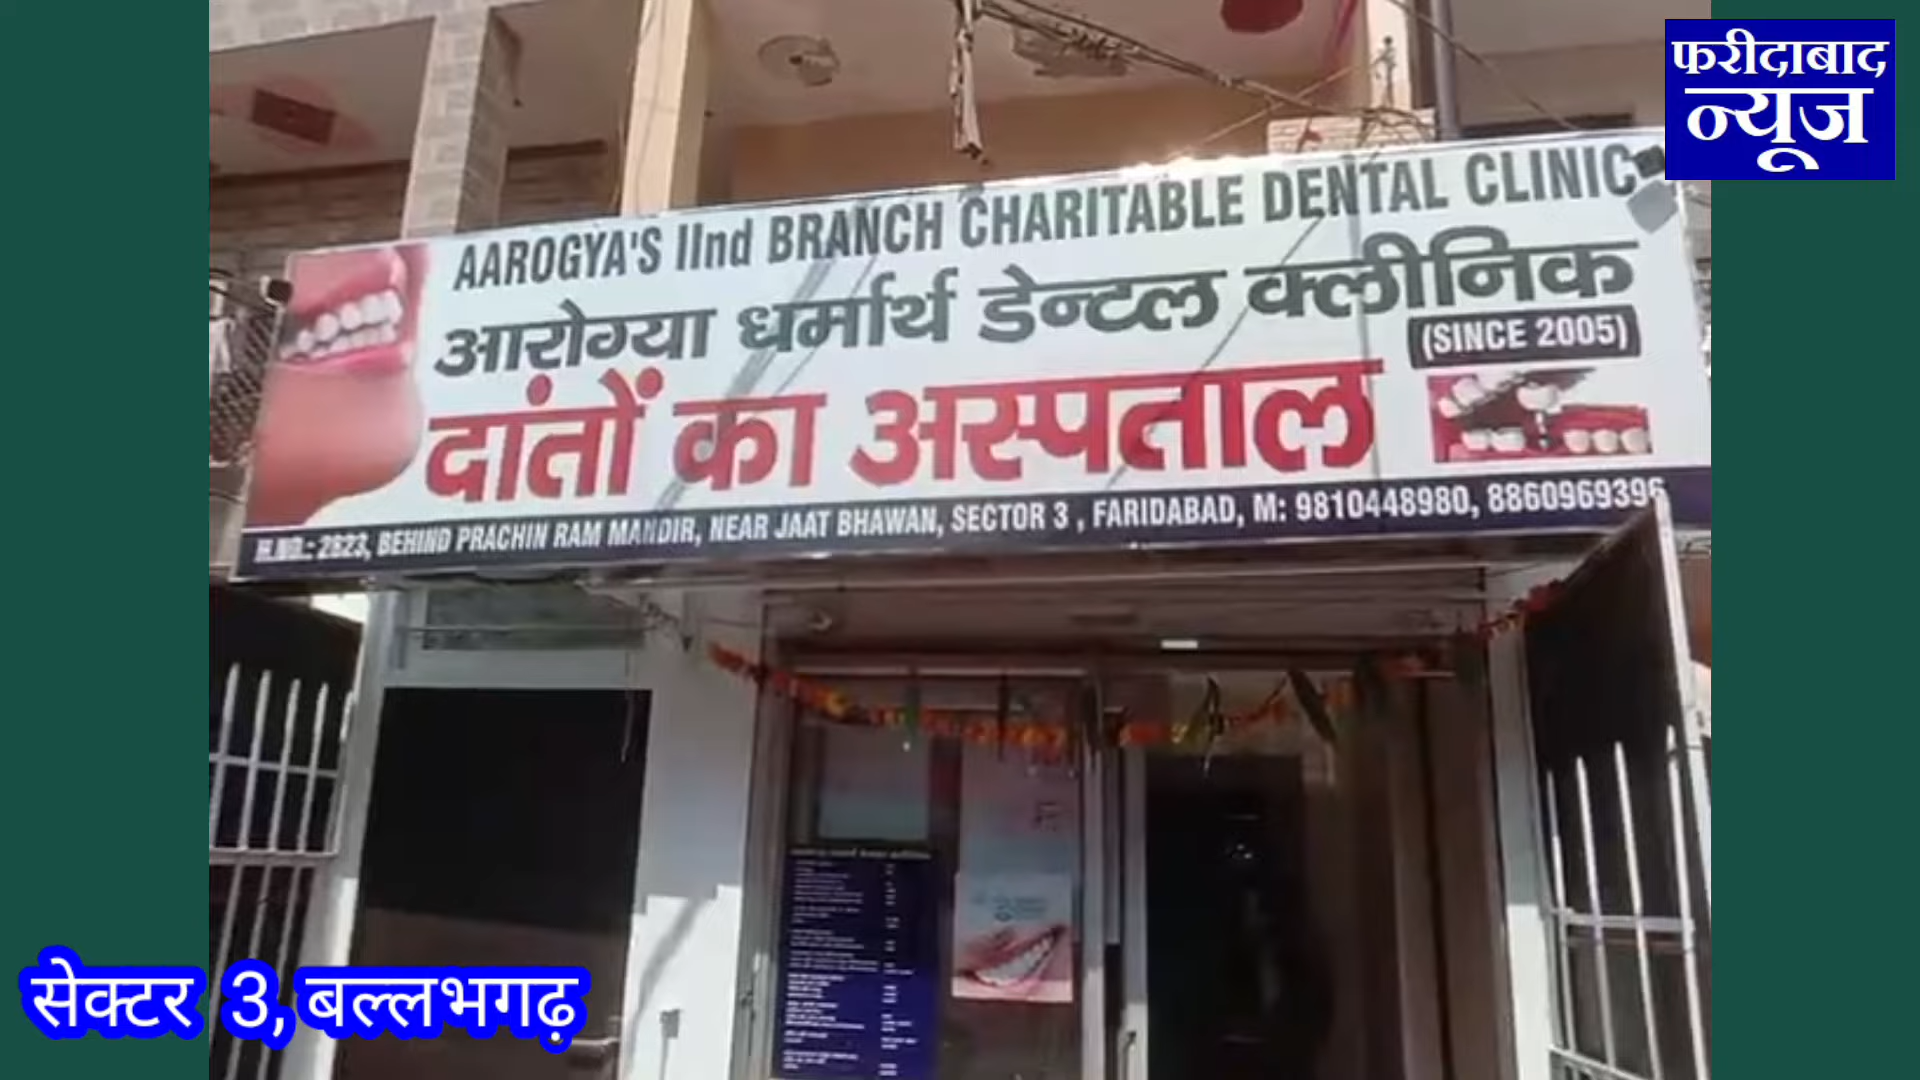 फरीदाबाद
न्यूज
AAROGYA'S IInd BRANCH CHARITABLE DENTAL CLINIC
आरोग्या धर्मार्थ डेन्टल क्लीनिक
(SINCE 2005)
दांतों का अस्पताल
H.NO.: 2823, BEHIND PRACHIN RAM MANDIR, NEAR JAAT BHAWAN, SECTOR 3 , FARIDABAD, M: 9810448980, 8860969396
सेक्टर 3, बल्लभगढ़